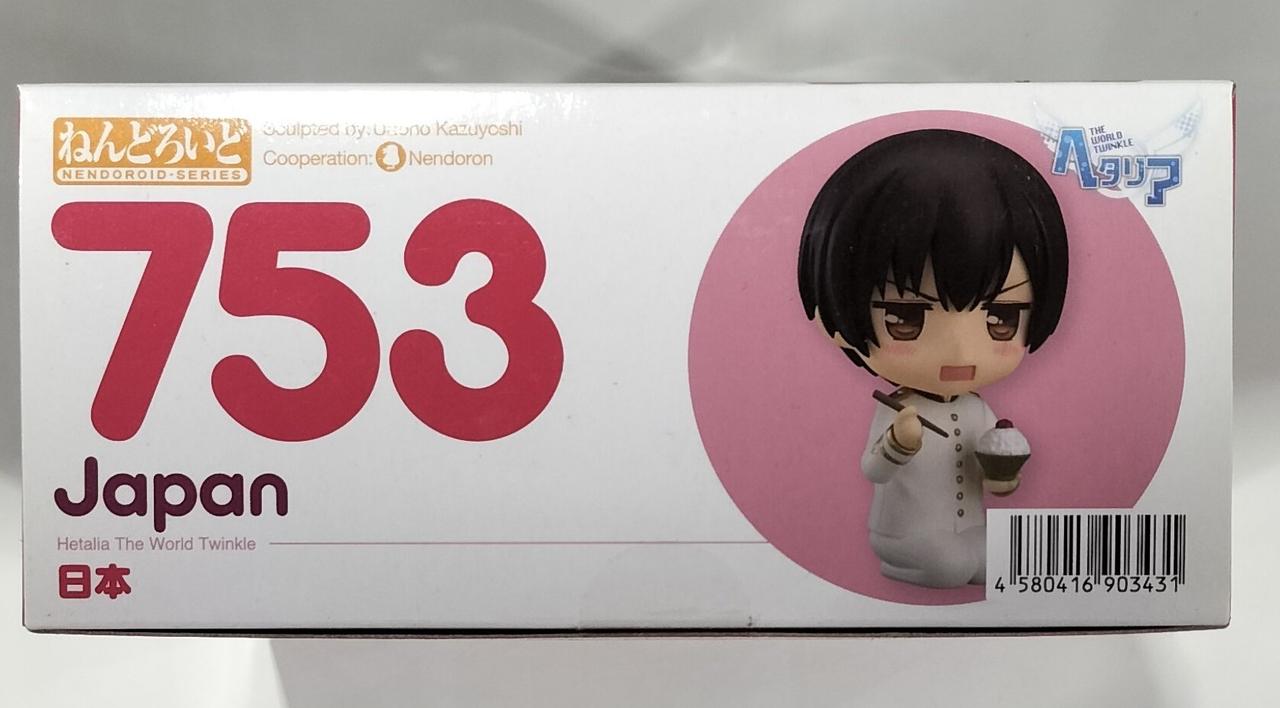 ねんどろいど
NENDOROID-SERIES
Sculpted by: Kazuyoshi
Cooperation: Nendoron
753
Japan
Hetalia The World Twinkle
日本
THE
WORLD
TWINKLE
ヘタリア
4 580416 903431